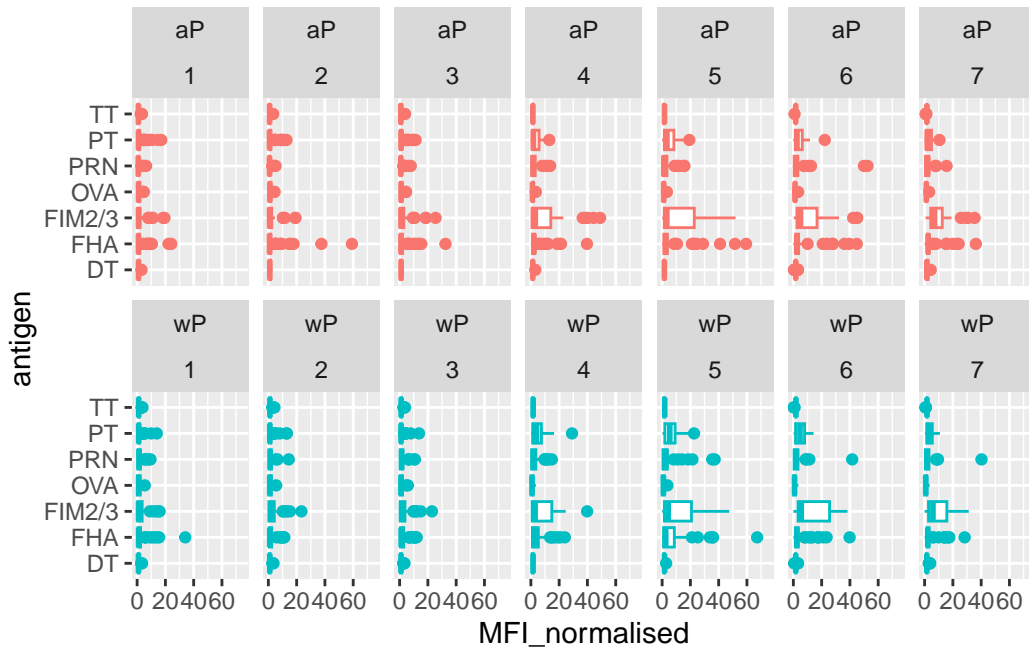 aP aP aP aP aP aP aP
1 2 3 4 5 6 7
TT
PT
PRN
OVA
FIM2/3
FHA
DT
antigen
wP wP wP wP wP wP wP
1 2 3 4 5 6 7
TT
PT
PRN
OVA
FIM2/3
FHA
DT
0 204060 0 204060 0 204060 0 204060 0 204060 0 204060 0 204060
MFI_normalised